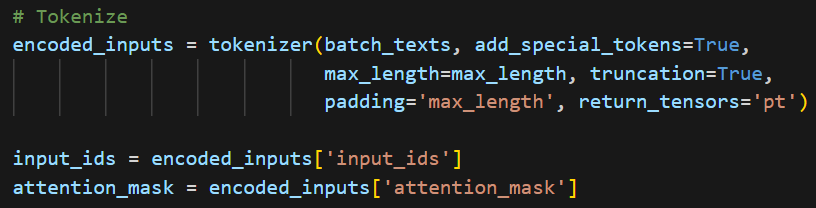 # Tokenize
encoded_inputs = tokenizer(batch_texts, add_special_tokens=True,
                           max_length=max_length, truncation=True,
                           padding='max_length', return_tensors='pt')

input_ids = encoded_inputs['input_ids']
attention_mask = encoded_inputs['attention_mask']